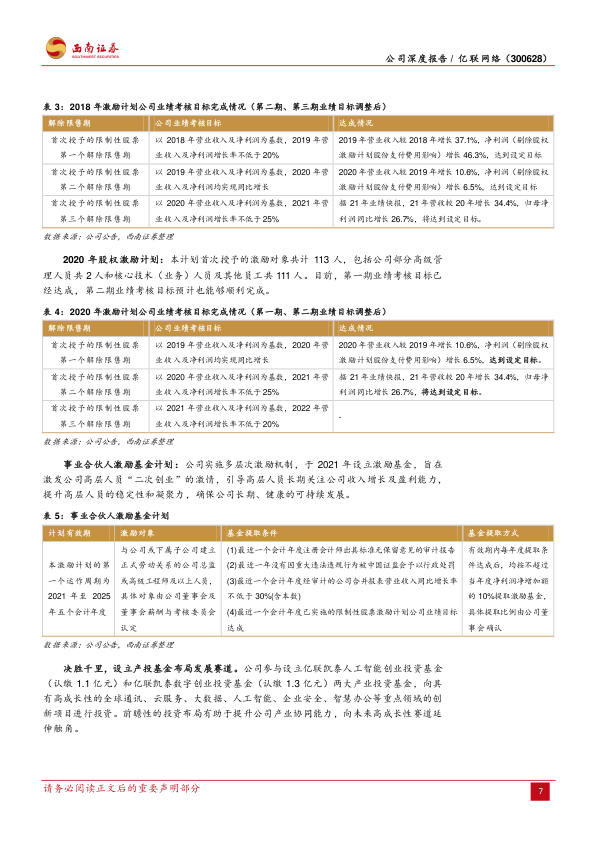 西南证券
SOUTHWEST SECURITIES
公司深度报告 / 亿联网络（300628）
表 3：2018 年激励计划公司业绩考核目标完成情况（第二期、第三期业绩目标调整后）
解除限售期 公司业绩考核目标 达成情况
首次授予的限制性股票 以 2018 年营业收入及净利润为基数，2019 年营 2019 年营业收入较 2018 年增长 37.1%，净利润（剔除股权
第一个解除限售期 业收入及净利润增长率不低于 20% 激励计划股份支付费用影响）增长 46.3%，达到设定目标
首次授予的限制性股票 以 2019 年营业收入及净利润为基数，2020 年营 2020 年营业收入较 2019 年增长 10.6%，净利润（剔除股权
第二个解除限售期 业收入及净利润均实现同比增长 激励计划股份支付费用影响）增长 6.5%，达到设定目标
首次授予的限制性股票 以 2020 年营业收入及净利润为基数，2021 年营 据 21 年业绩快报，21 年营收较 20 年增长 34.4%，归母净
第三个解除限售期 业收入及净利润增长率不低于 25% 利润同比增长 26.7%，将达到设定目标。
数据来源：公司公告，西南证券整理
2020 年股权激励计划：本计划首次授予的激励对象共计 113 人，包括公司部分高级管
理人员共 2 人和核心技术（业务）人员及其他员工共 111 人。目前，第一期业绩考核目标已
经达成，第二期业绩考核目标预计也能够顺利完成。
表 4：2020 年激励计划公司业绩考核目标完成情况（第一期、第二期业绩目标调整后）
解除限售期 公司业绩考核目标 达成情况
首次授予的限制性股票 以 2019 年营业收入及净利润为基数，2020 年营 2020 年营业收入较 2019 年增长 10.6%，净利润（剔除股权
第一个解除限售期 业收入及净利润均实现同比增长 激励计划股份支付费用影响）增长 6.5%，达到设定目标。
首次授予的限制性股票 以 2020 年营业收入及净利润为基数，2021 年营 据 21 年业绩快报，21 年营收较 20 年增长 34.4%，归母净
第二个解除限售期 业收入及净利润增长率不低于 25% 利润同比增长 26.7%，将达到设定目标。
首次授予的限制性股票 以 2021 年营业收入及净利润为基数，2022 年营 -
第三个解除限售期 业收入及净利润增长率不低于 20%
数据来源：公司公告，西南证券整理
事业合伙人激励基金计划：公司实施多层次激励机制，于 2021 年设立激励基金，旨在
激发公司高层人员“二次创业”的激情，引导高层人员长期关注公司收入增长及盈利能力，
提升高层人员的稳定性和凝聚力，确保公司长期、健康的可持续发展。
表 5：事业合伙人激励基金计划
计划有效期 激励对象 基金提取条件 基金提取方式
与公司或下属子公司建立 (1)最近一个会计年度注册会计师出具标准无保留意见的审计报告 有效期内每年度提取条
本激励计划的第 正式劳动关系的公司总监 (2)最近一年没有因重大违法违规行为被中国证监会予以行政处罚 件达成后，均按不超过
一个运作周期为 或高级工程师及以上人员， (3)最近一个会计年度经审计的公司合并报表营业收入同比增长率 当年度净利润净增加额
2021 年至 2025 具体对象由公司董事会及 不低于 30%(含本数) 的 10%提取激励基金，
年五个会计年度 董事会薪酬与考核委员会 (4)最近一个会计年度已实施的限制性股票激励计划公司业绩目标 具体提取比例由公司董
认定 达成 事会确认
数据来源：公司公告，西南证券整理
决胜千里，设立产投基金布局发展赛道。公司参与设立亿联凯泰人工智能创业投资基金
（认缴 1.1 亿元）和亿联凯泰数字创业投资基金（认缴 1.3 亿元）两大产业投资基金，向具
有高成长性的全球通讯、云服务、大数据、人工智能、企业安全、智慧办公等重点领域的创
新项目进行投资。前瞻性的投资布局有助于提升公司产业协同能力，向未来高成长性赛道延
伸触角。
请务必阅读正文后的重要声明部分
7